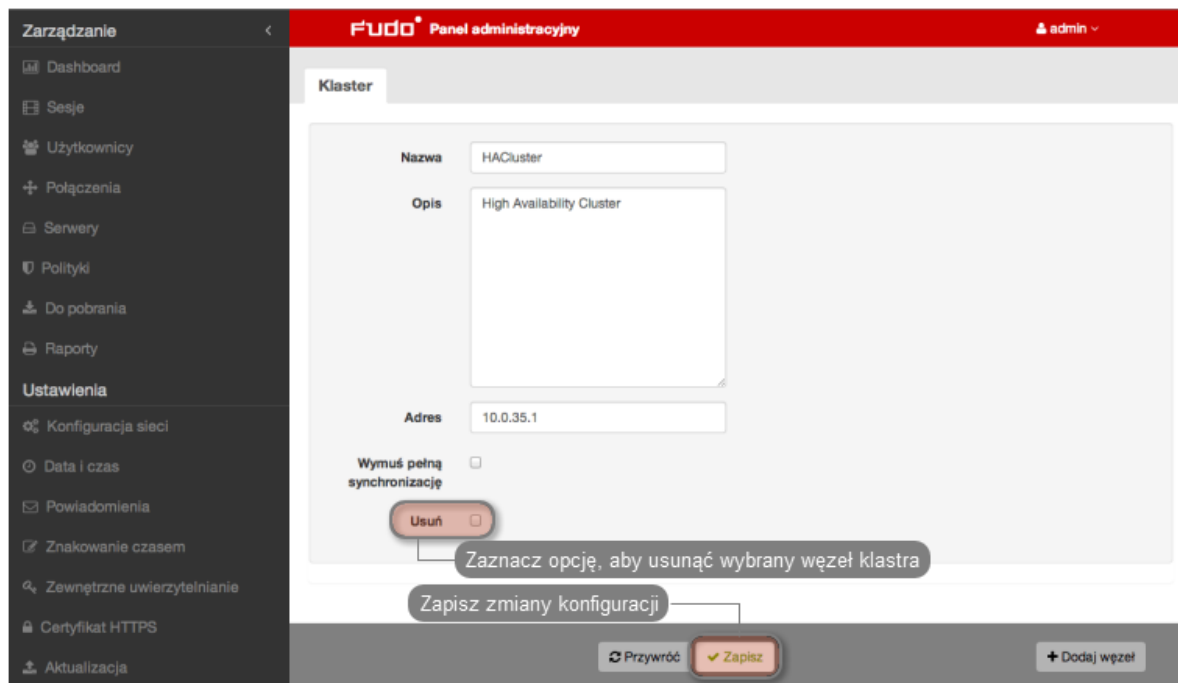 Zarządzanie
Dashboard
Sesje
Użytkownicy
Połączenia
Serwery
Polityki
Do pobrania
Raporty
Ustawienia
Konfiguracja sieci
Data i czas
Powiadomienia
Znakowanie czasem
Zewnętrzne uwierzytelnianie
Certyfikat HTTPS
Aktualizacja
FUDO Panel administracyjny
admin
Klaster
Nazwa HACluster
Opis High Availability Cluster
Adres 10.0.35.1
Wymuś pełną
synchronizację
Usuń
Zaznacz opcję, aby usunąć wybrany węzeł klastra
Zapisz zmiany konfiguracji
Przywróć Zapisz Dodaj węzeł